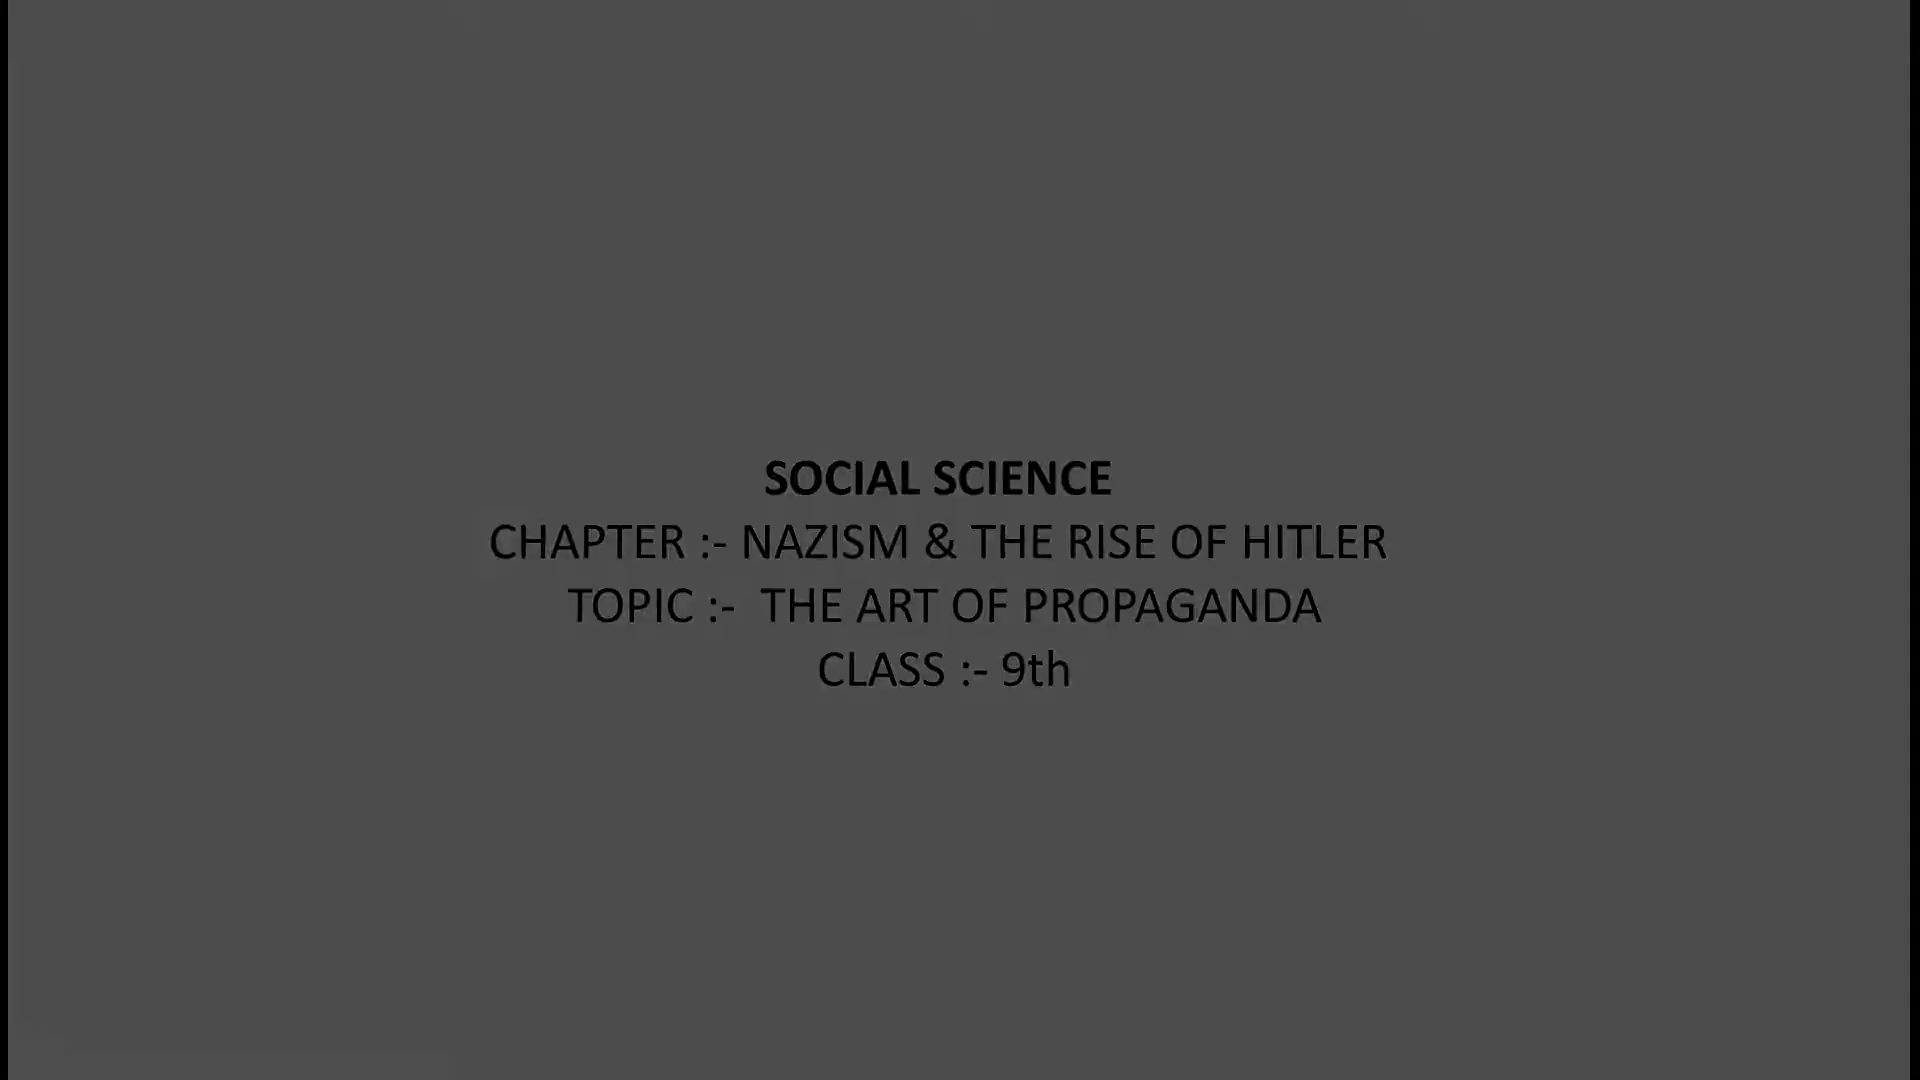 SOCIAL SCIENCE
CHAPTER :- NAZISM & THE RISE OF HITLER
TOPIC :- THE ART OF PROPAGANDA
CLASS :- 9th